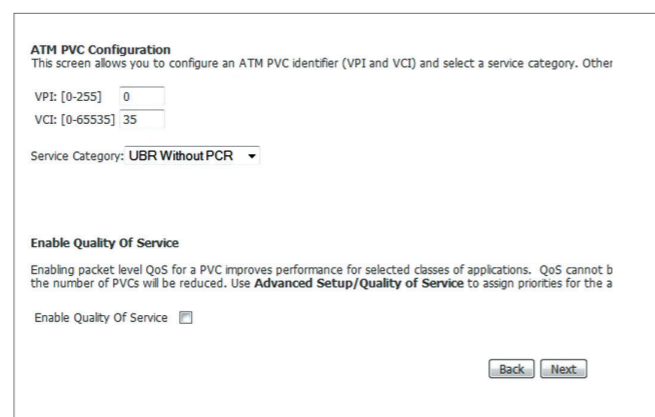 ATM PVC Configuration
This screen allows you to configure an ATM PVC identifier (VPI and VCI) and select a service category. Other
VPI: [0-255] 0
VCI: [0-65535] 35
Service Category: UBR Without PCR
Enable Quality Of Service
Enabling packet level QoS for a PVC improves performance for selected classes of applications. QoS cannot b
the number of PVCs will be reduced. Use Advanced Setup/Quality of Service to assign priorities for the a
Enable Quality Of Service
Back Next